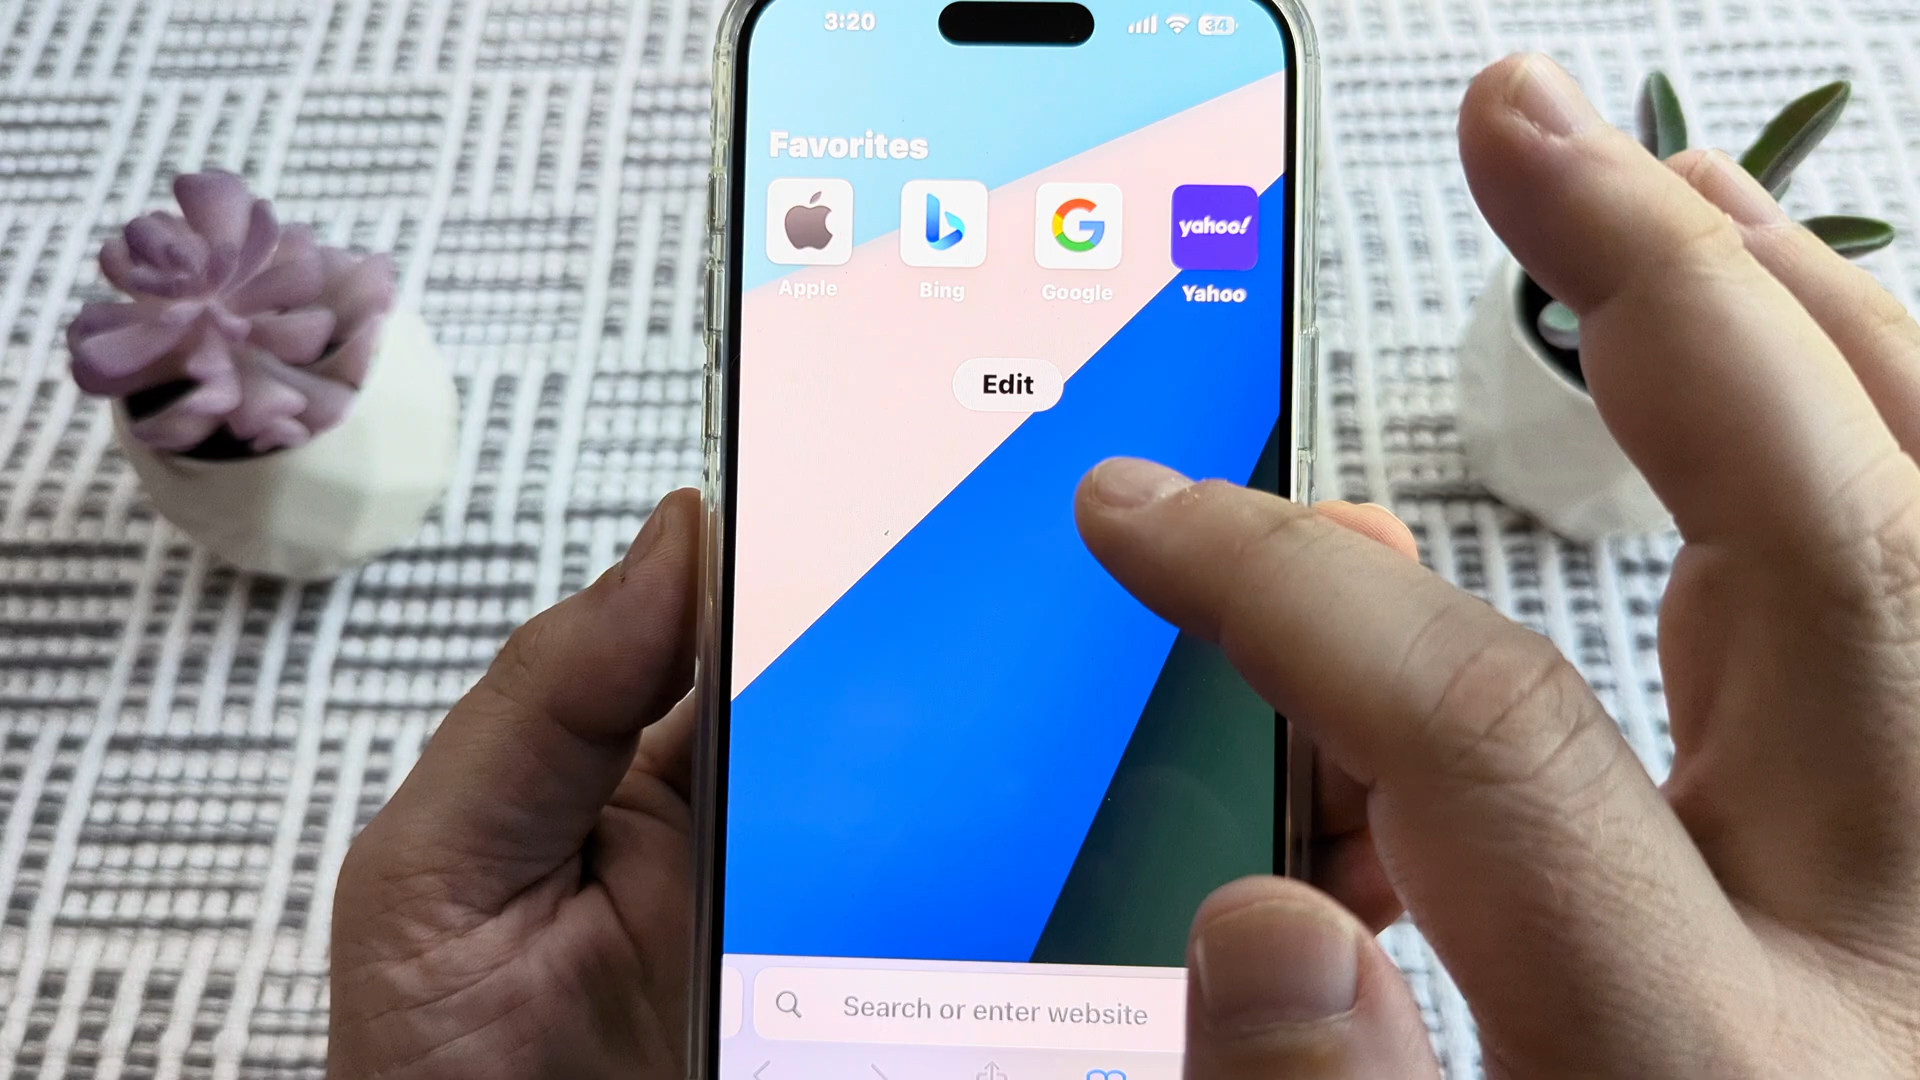 3:20
34
Favorites
yahoo!
Apple
Bing
Google
Yahoo
Edit
Search or enter website